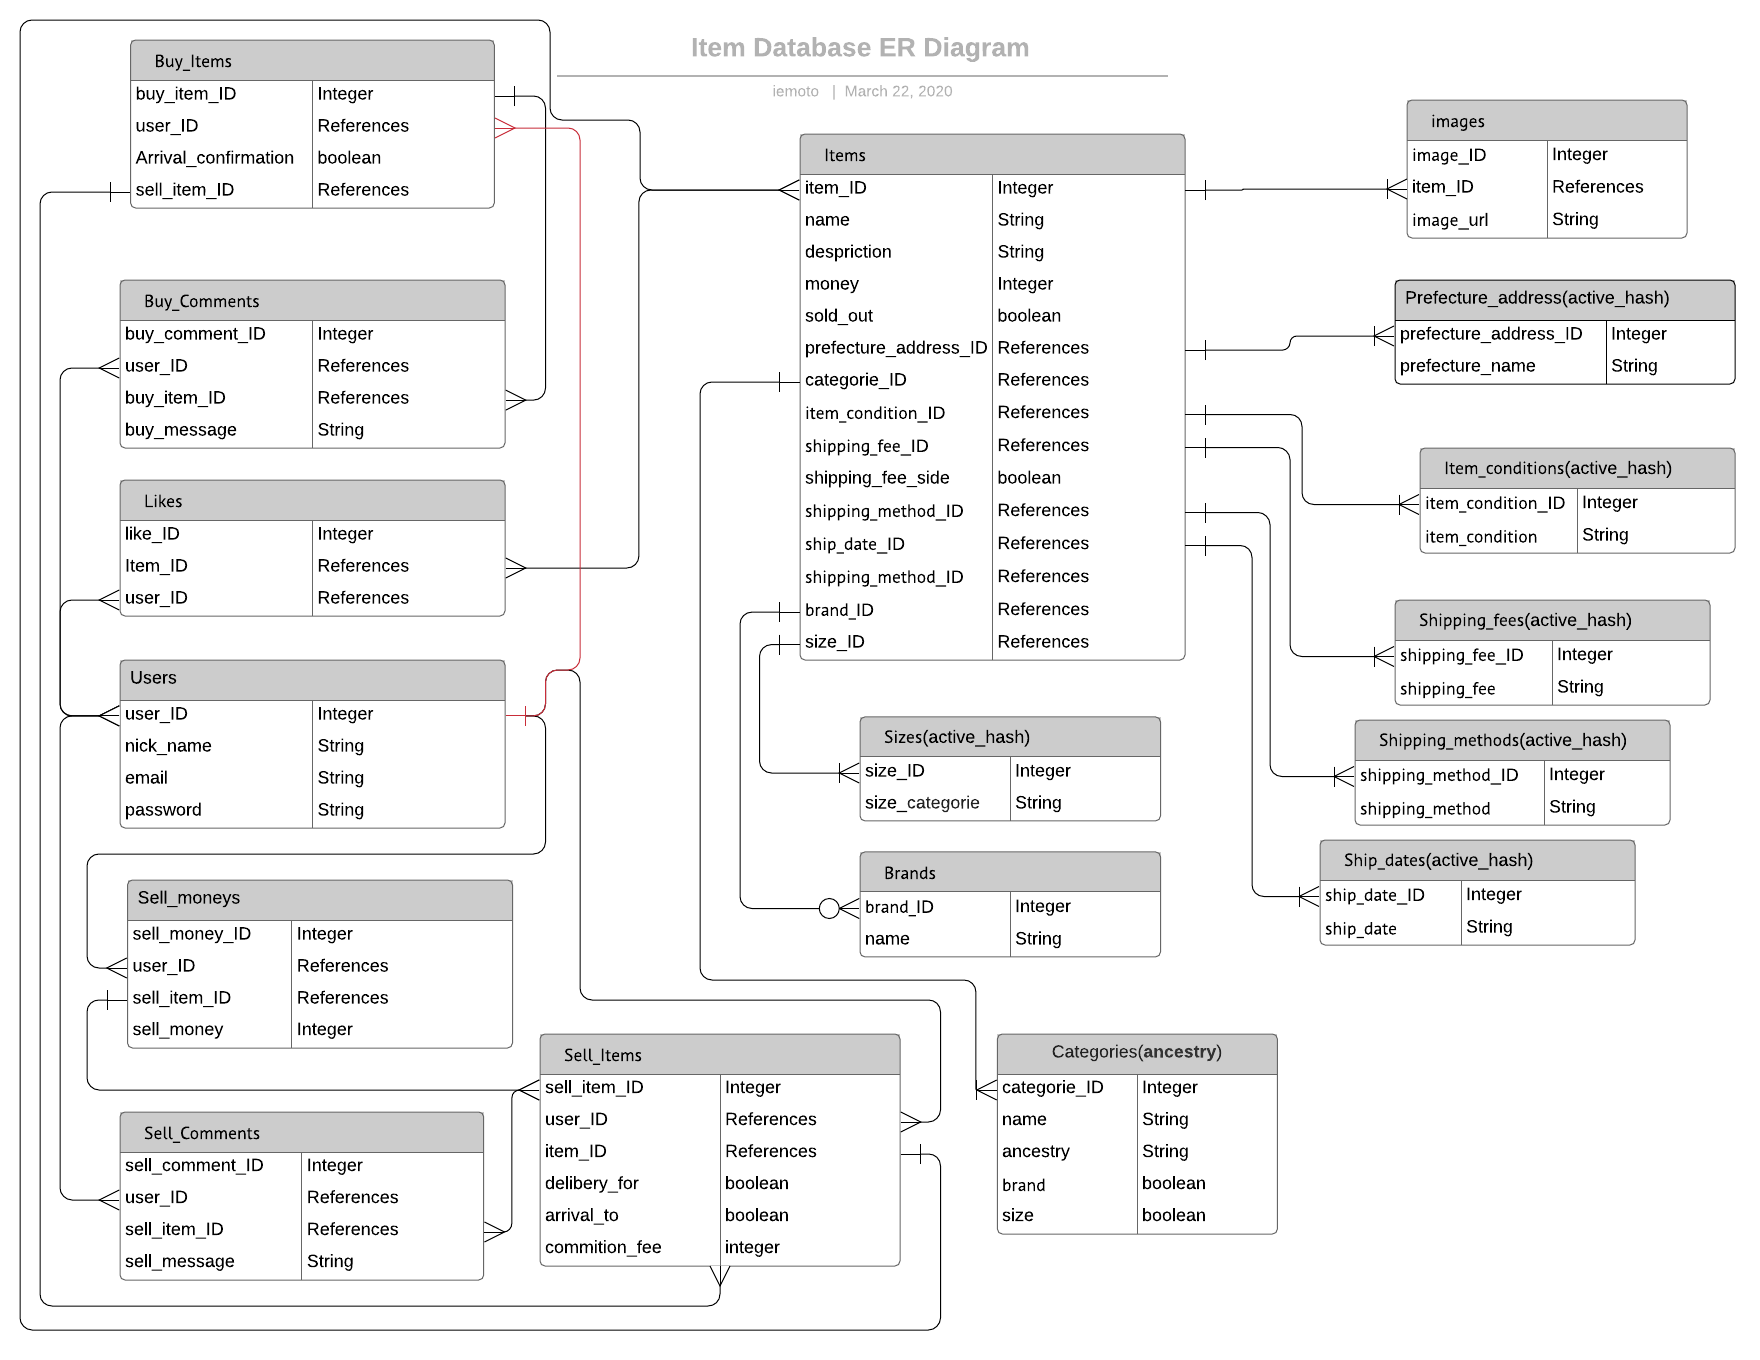 Item Database ER Diagram
iemoto | March 22, 2020
Buy_Items
buy_item_ID Integer
user_ID References
Arrival_confirmation boolean
sell_item_ID References
Buy_Comments
buy_comment_ID Integer
user_ID References
buy_item_ID References
buy_message String
Likes
like_ID Integer
Item_ID References
user_ID References
Users
user_ID Integer
nick_name String
email String
password String
Sell_moneys
sell_money_ID Integer
user_ID References
sell_item_ID References
sell_money Integer
Sell_Comments
sell_comment_ID Integer
user_ID References
sell_item_ID References
sell_message String
Sell_Items
sell_item_ID Integer
user_ID References
item_ID References
delibery_for boolean
arrival_to boolean
commition_fee integer
Items
item_ID Integer
name String
despriction String
money Integer
sold_out boolean
prefecture_address_ID References
categorie_ID References
item_condition_ID References
shipping_fee_ID References
shipping_fee_side boolean
shipping_method_ID References
ship_date_ID References
shipping_method_ID References
brand_ID References
size_ID References
Sizes(active_hash)
size_ID Integer
size_categorie String
Brands
brand_ID Integer
name String
Categories(ancestry)
categorie_ID Integer
name String
ancestry String
brand boolean
size boolean
images
image_ID Integer
item_ID References
image_url String
Prefecture_address(active_hash)
prefecture_address_ID Integer
prefecture_name String
Item_conditions(active_hash)
item_condition_ID Integer
item_condition String
Shipping_fees(active_hash)
shipping_fee_ID Integer
shipping_fee String
Shipping_methods(active_hash)
shipping_method_ID Integer
shipping_method String
Ship_dates(active_hash)
ship_date_ID Integer
ship_date String